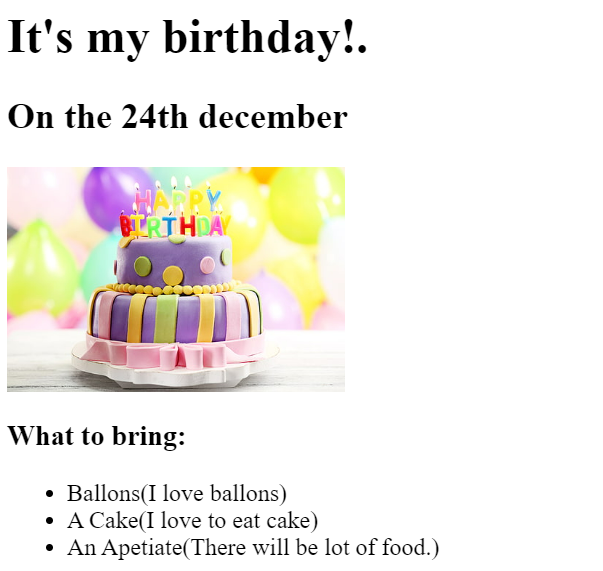 It's my birthday!.
On the 24th december
HAPPY
BIRTHDAY
What to bring:
Ballons(I love ballons)
A Cake(I love to eat cake)
An Apetiate(There will be lot of food.)